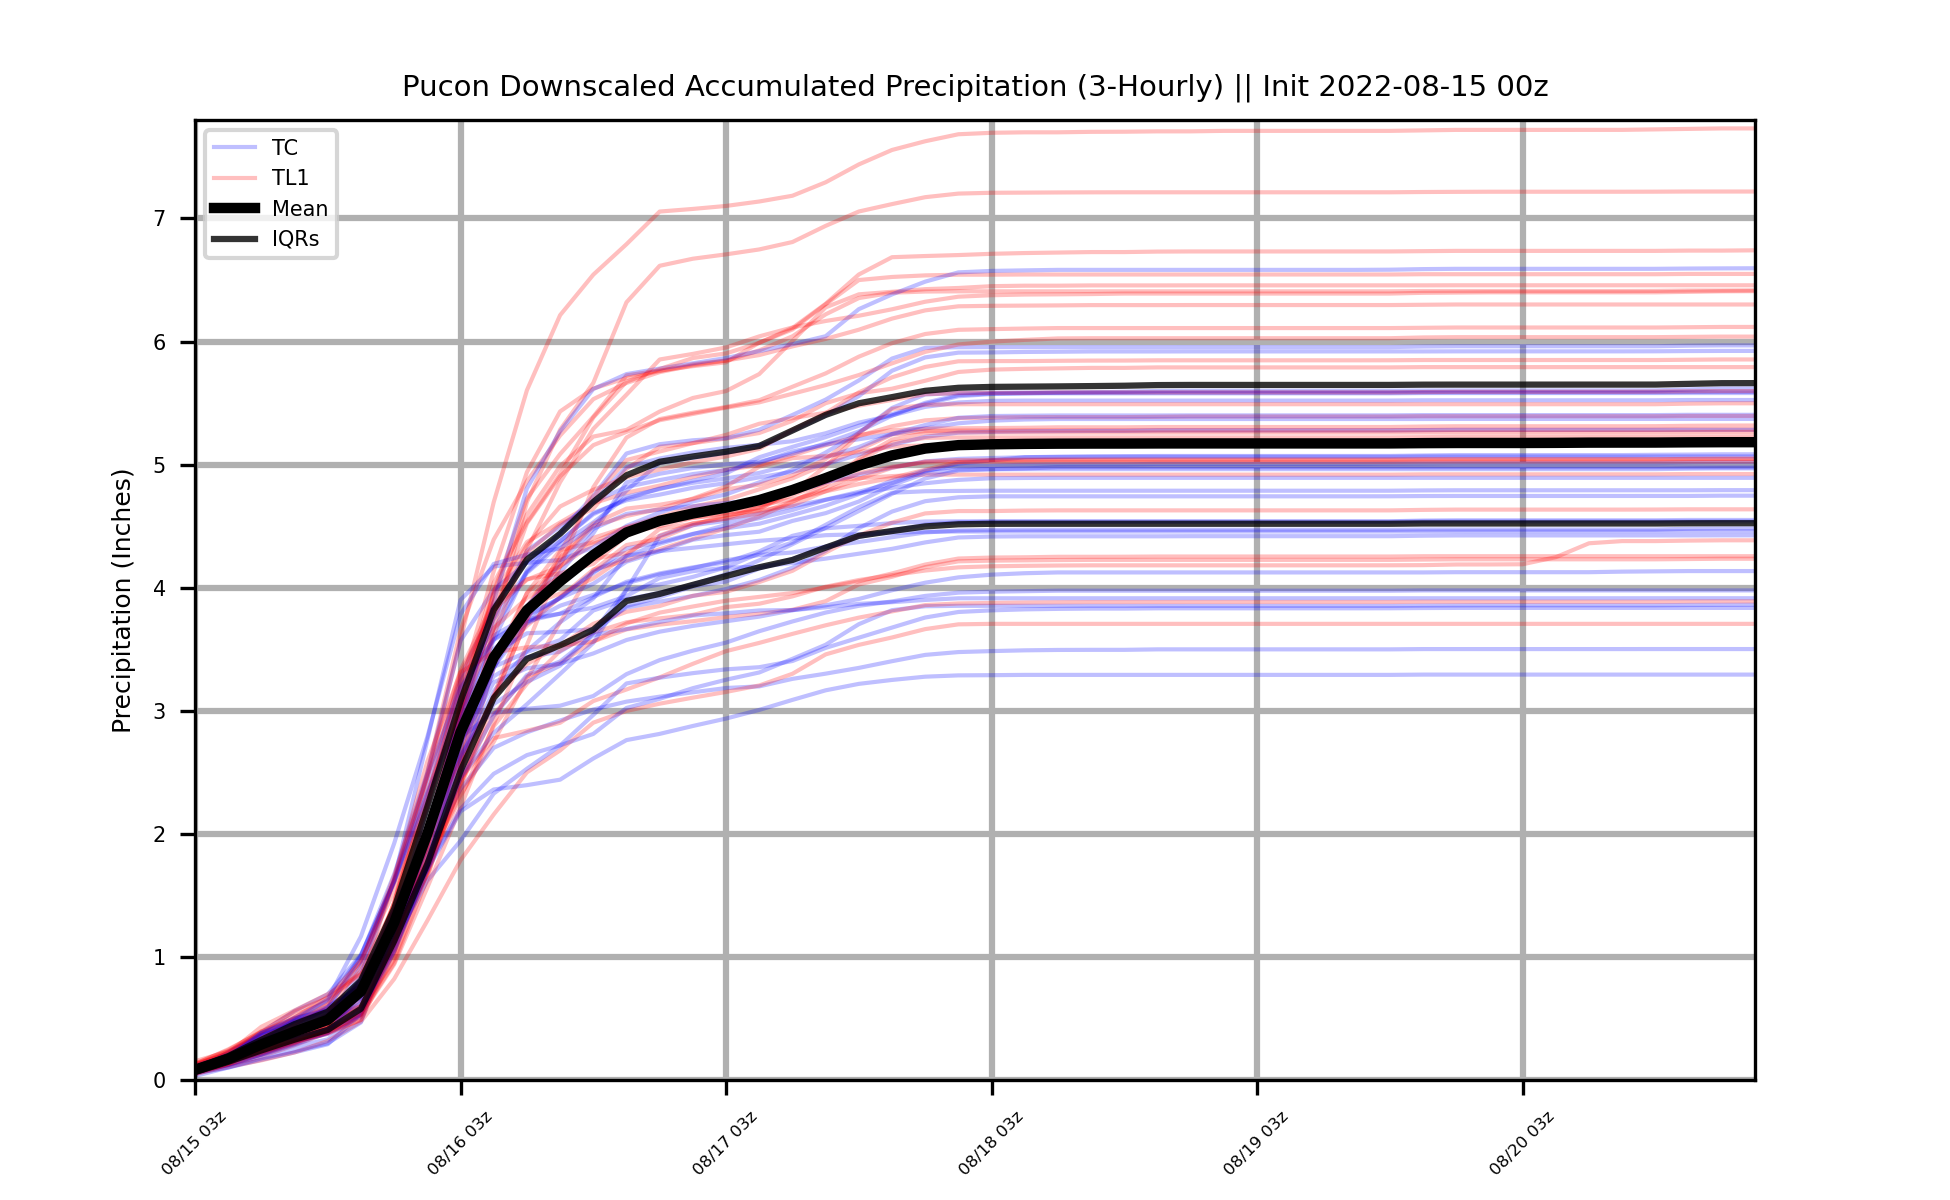 Pucon Downscaled Accumulated Precipitation (3-Hourly) || Init 2022-08-15 00z
TC
TL1
Mean
IQRs
Precipitation (Inches)
7
6
5
4
3
2
1
0
08/15 03z
08/16 03z
08/17 03z
08/18 03z
08/19 03z
08/20 03z